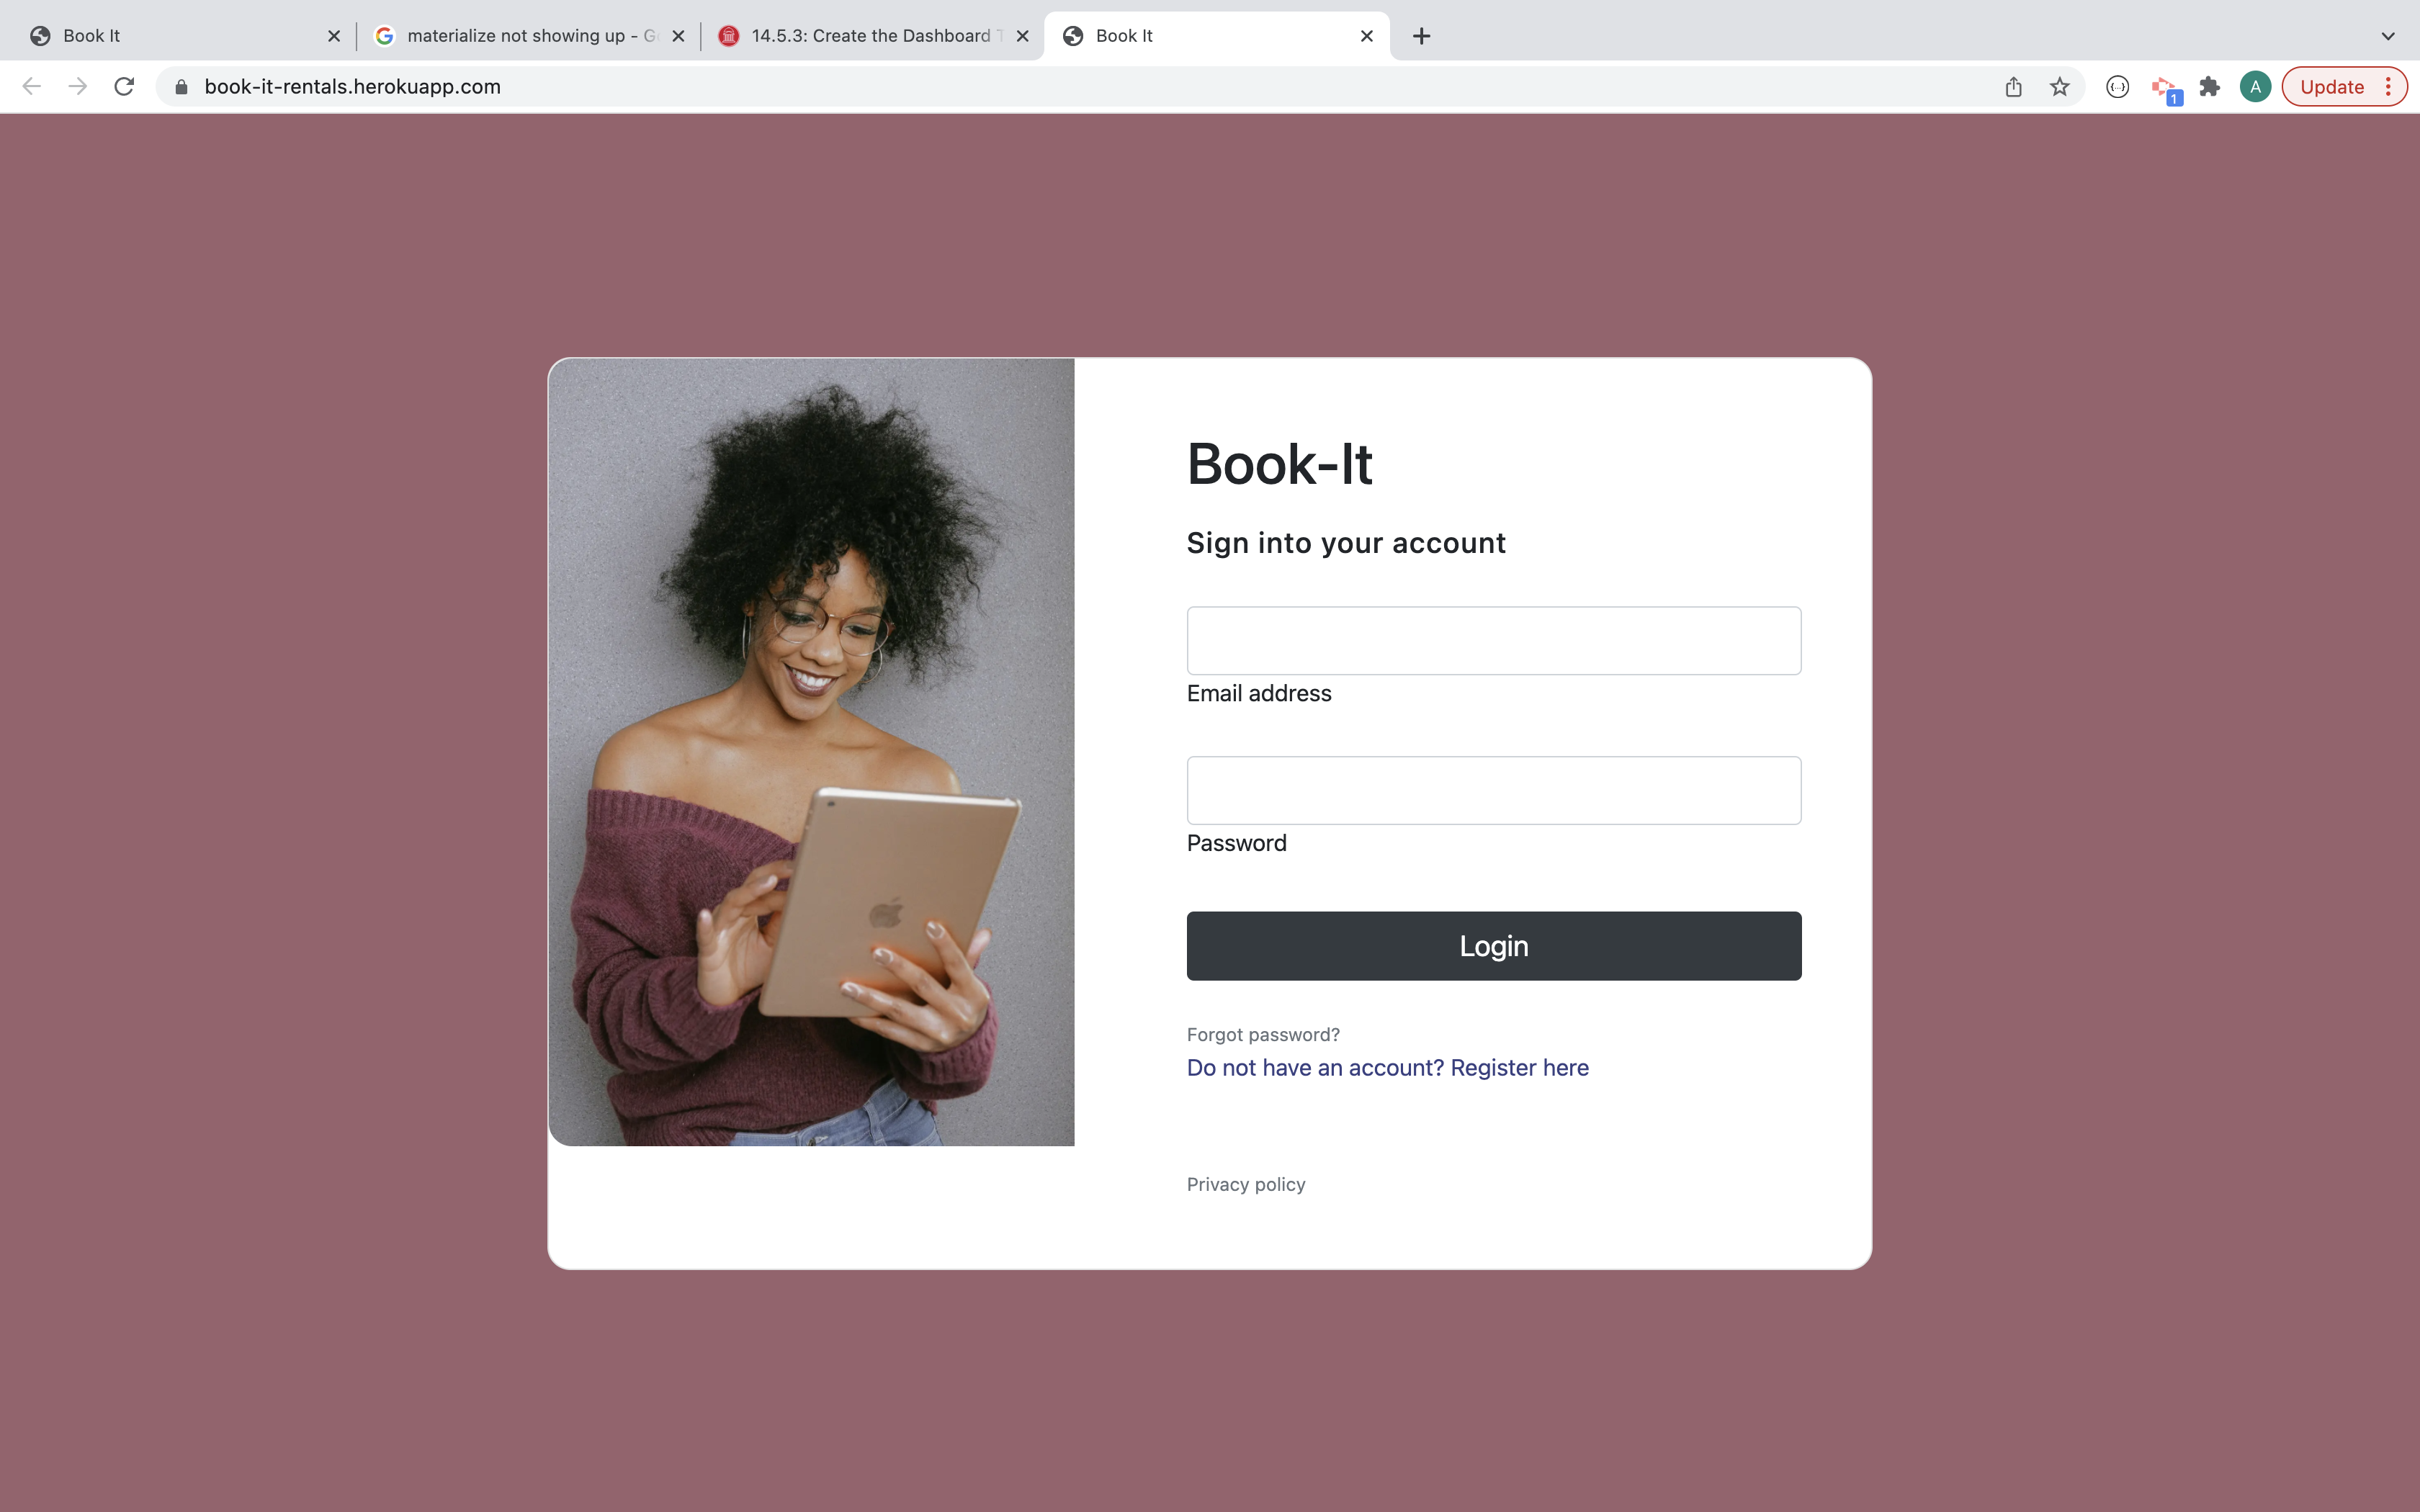 Book It
materialize not showing up - G
14.5.3: Create the Dashboard T
Book It
book-it-rentals.herokuapp.com
1
A
Update
Book-It
Sign into your account
Email address
Password
Login
Forgot password?
Do not have an account? Register here
Privacy policy